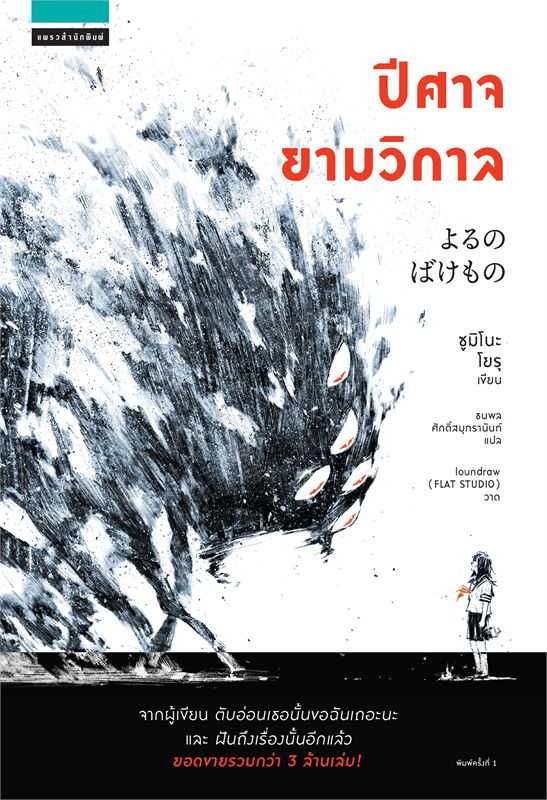 แพรวสำนักพิมพ์
ปีศาจ
ยามวิกาล
よるの
ばけもの
ซูมิโนะ
โยรุ
เขียน
ธนพล
ศักดิ์สมุทรานันท์
แปล
loundraw
(FLAT STUDIO)
วาด
จากผู้เขียน ตับอ่อนเธอนั้นขอฉันเถอะนะ
และ ฝันถึงเรื่องนั้นอีกแล้ว
ยอดขายรวมกว่า 3 ล้านเล่ม!
พิมพ์ครั้งที่ 1